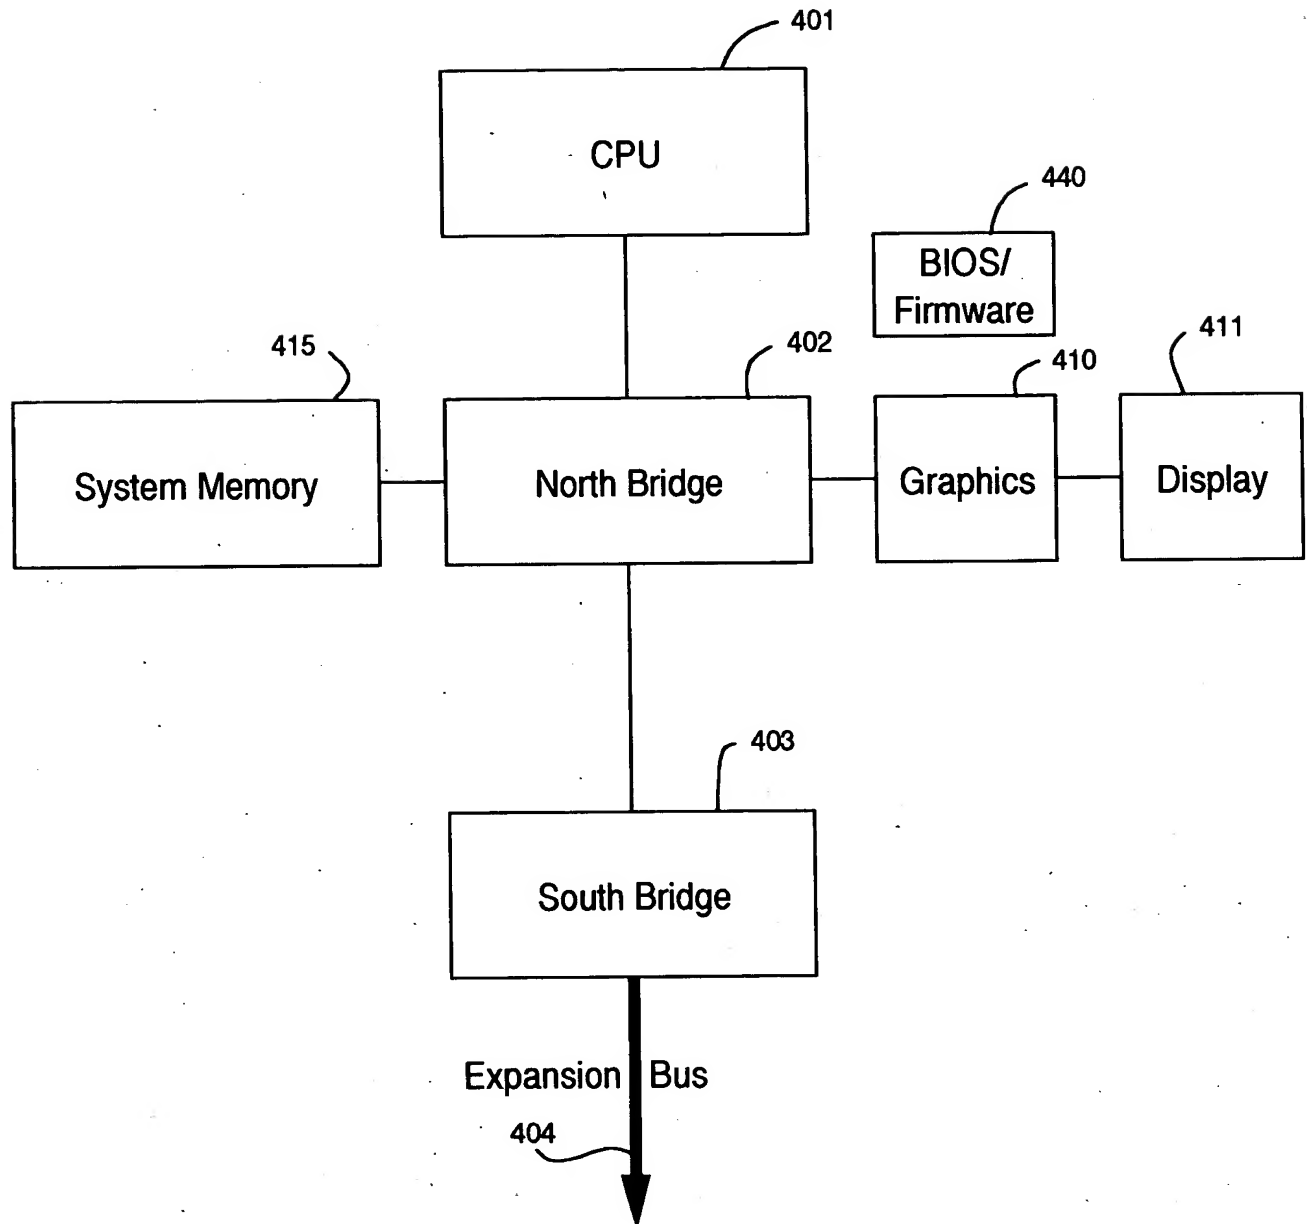 401
CPU
440
BIOS/
Firmware
415
402
410
411
System Memory
North Bridge
Graphics
Display
403
South Bridge
Expansion Bus
404